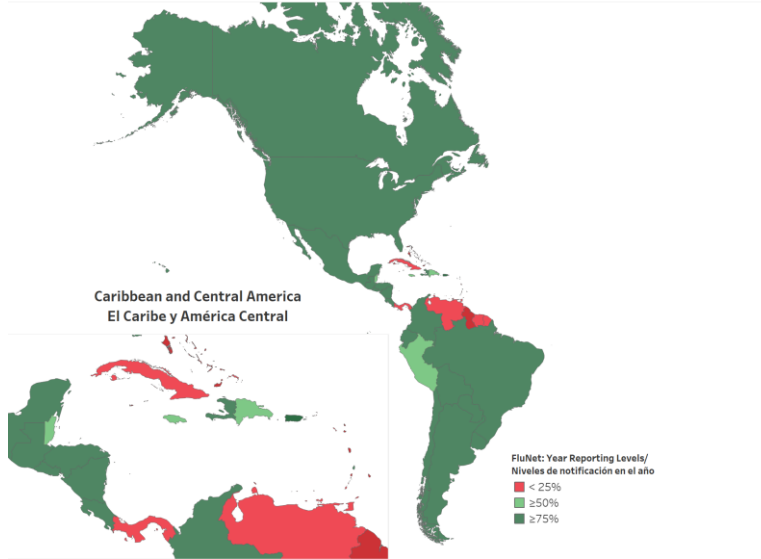 Caribbean and Central America
El Caribe y América Central
FluNet: Year Reporting Levels/
Niveles de notificación en el año
< 25%
≥50%
≥75%